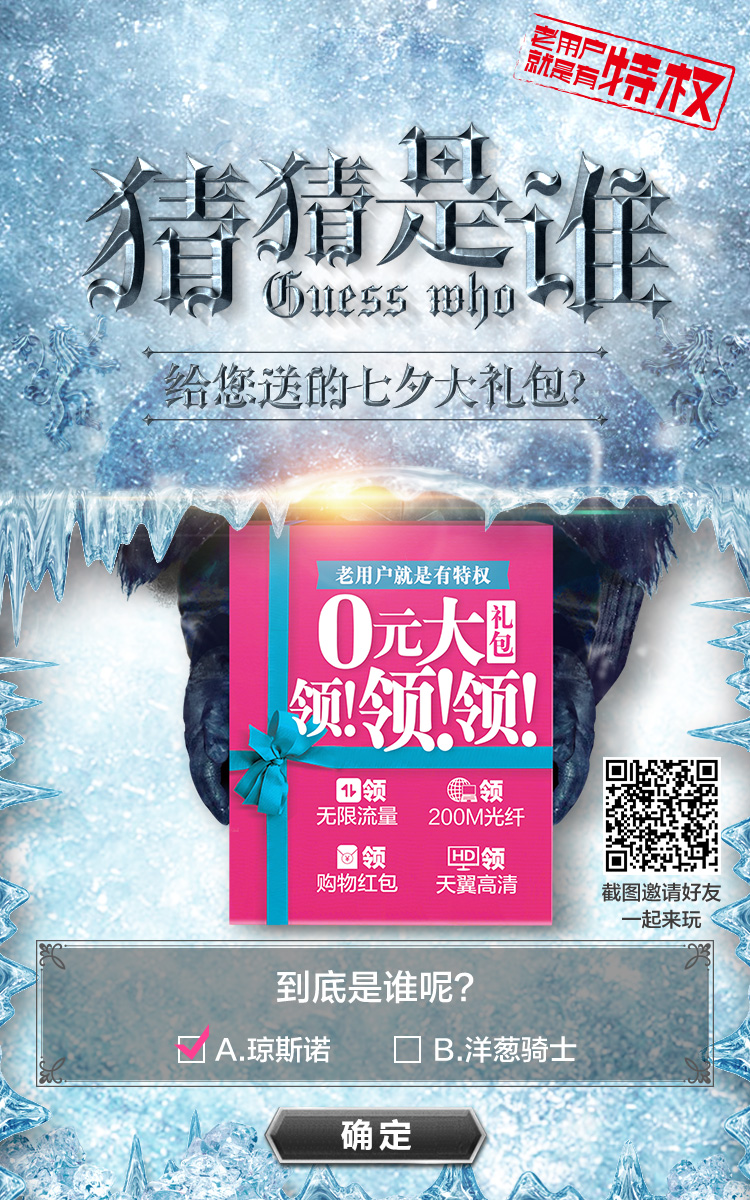 老用户
就是有特权
猜猜是谁
Guess who
给您送的七夕大礼包?
老用户就是有特权
0元大礼包
领!领!领!
领 领
无限流量 200M光纤
领 HD领
购物红包 天翼高清
截图邀请好友
一起来玩
到底是谁呢?
A.琼斯诺 B.洋葱骑士
确定